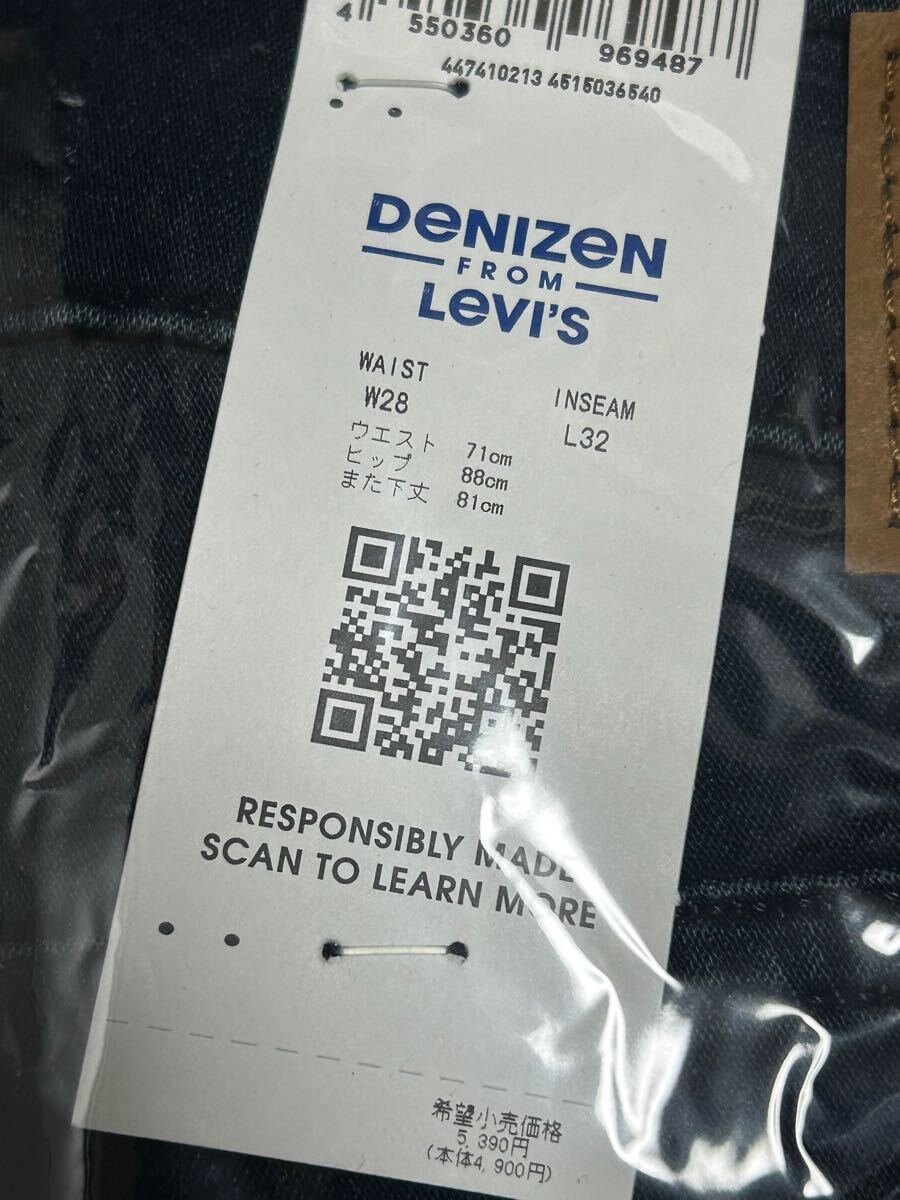 4 550360 969487
447410213 4515036540
DENIZEN
FROM
LEVI'S
WAIST INSEAM
W28 L32
ウエスト 71cm
ヒップ 88cm
また下丈 81cm
RESPONSIBLY MADE
SCAN TO LEARN MORE
希望小売価格
5,390円
(本体4,900円)